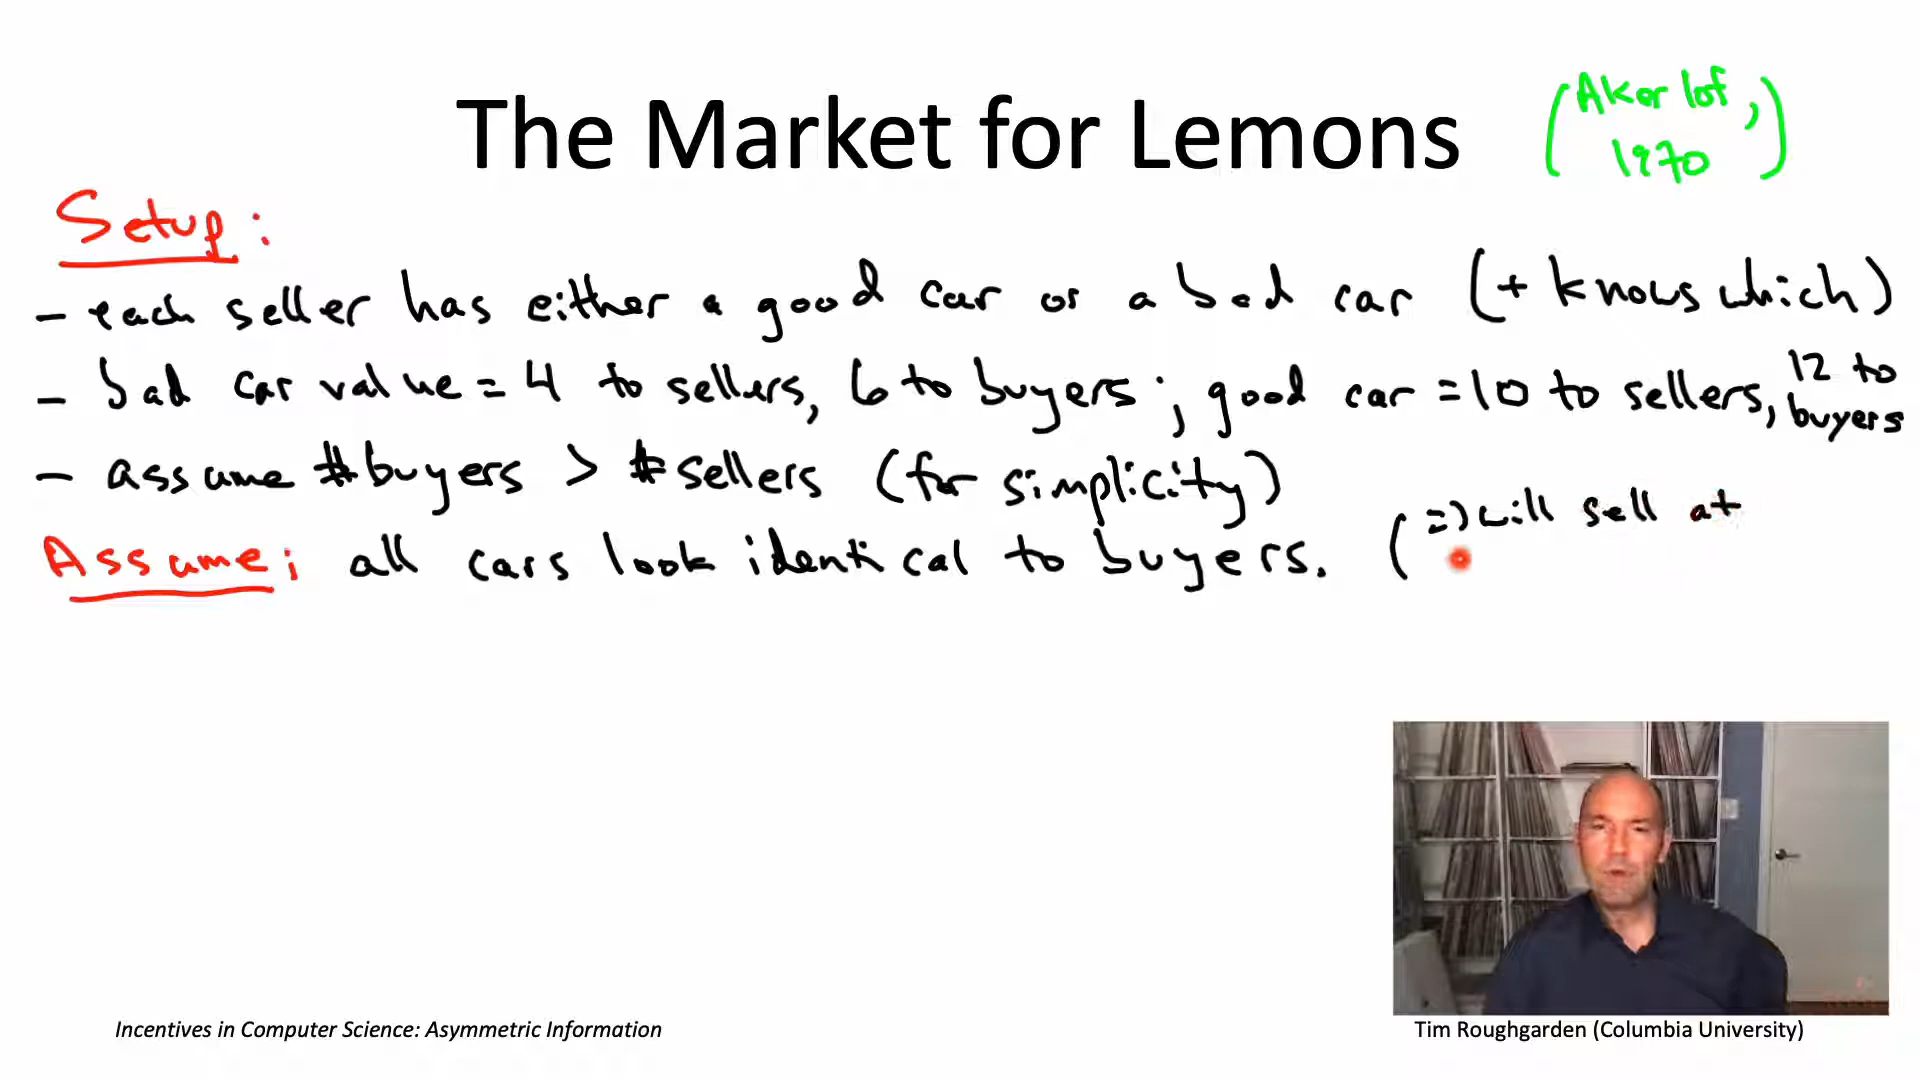 The Market for Lemons
(Akerlof, 1970)
Setup:
- each seller has either a good car or a bad car (+ knows which)
- bad car value = 4 to sellers, 6 to buyers ; good car = 10 to sellers, 12 to buyers
- assume # buyers > # sellers (for simplicity)
Assume: all cars look identical to buyers. (=> will sell at
Incentives in Computer Science: Asymmetric Information
Tim Roughgarden (Columbia University)